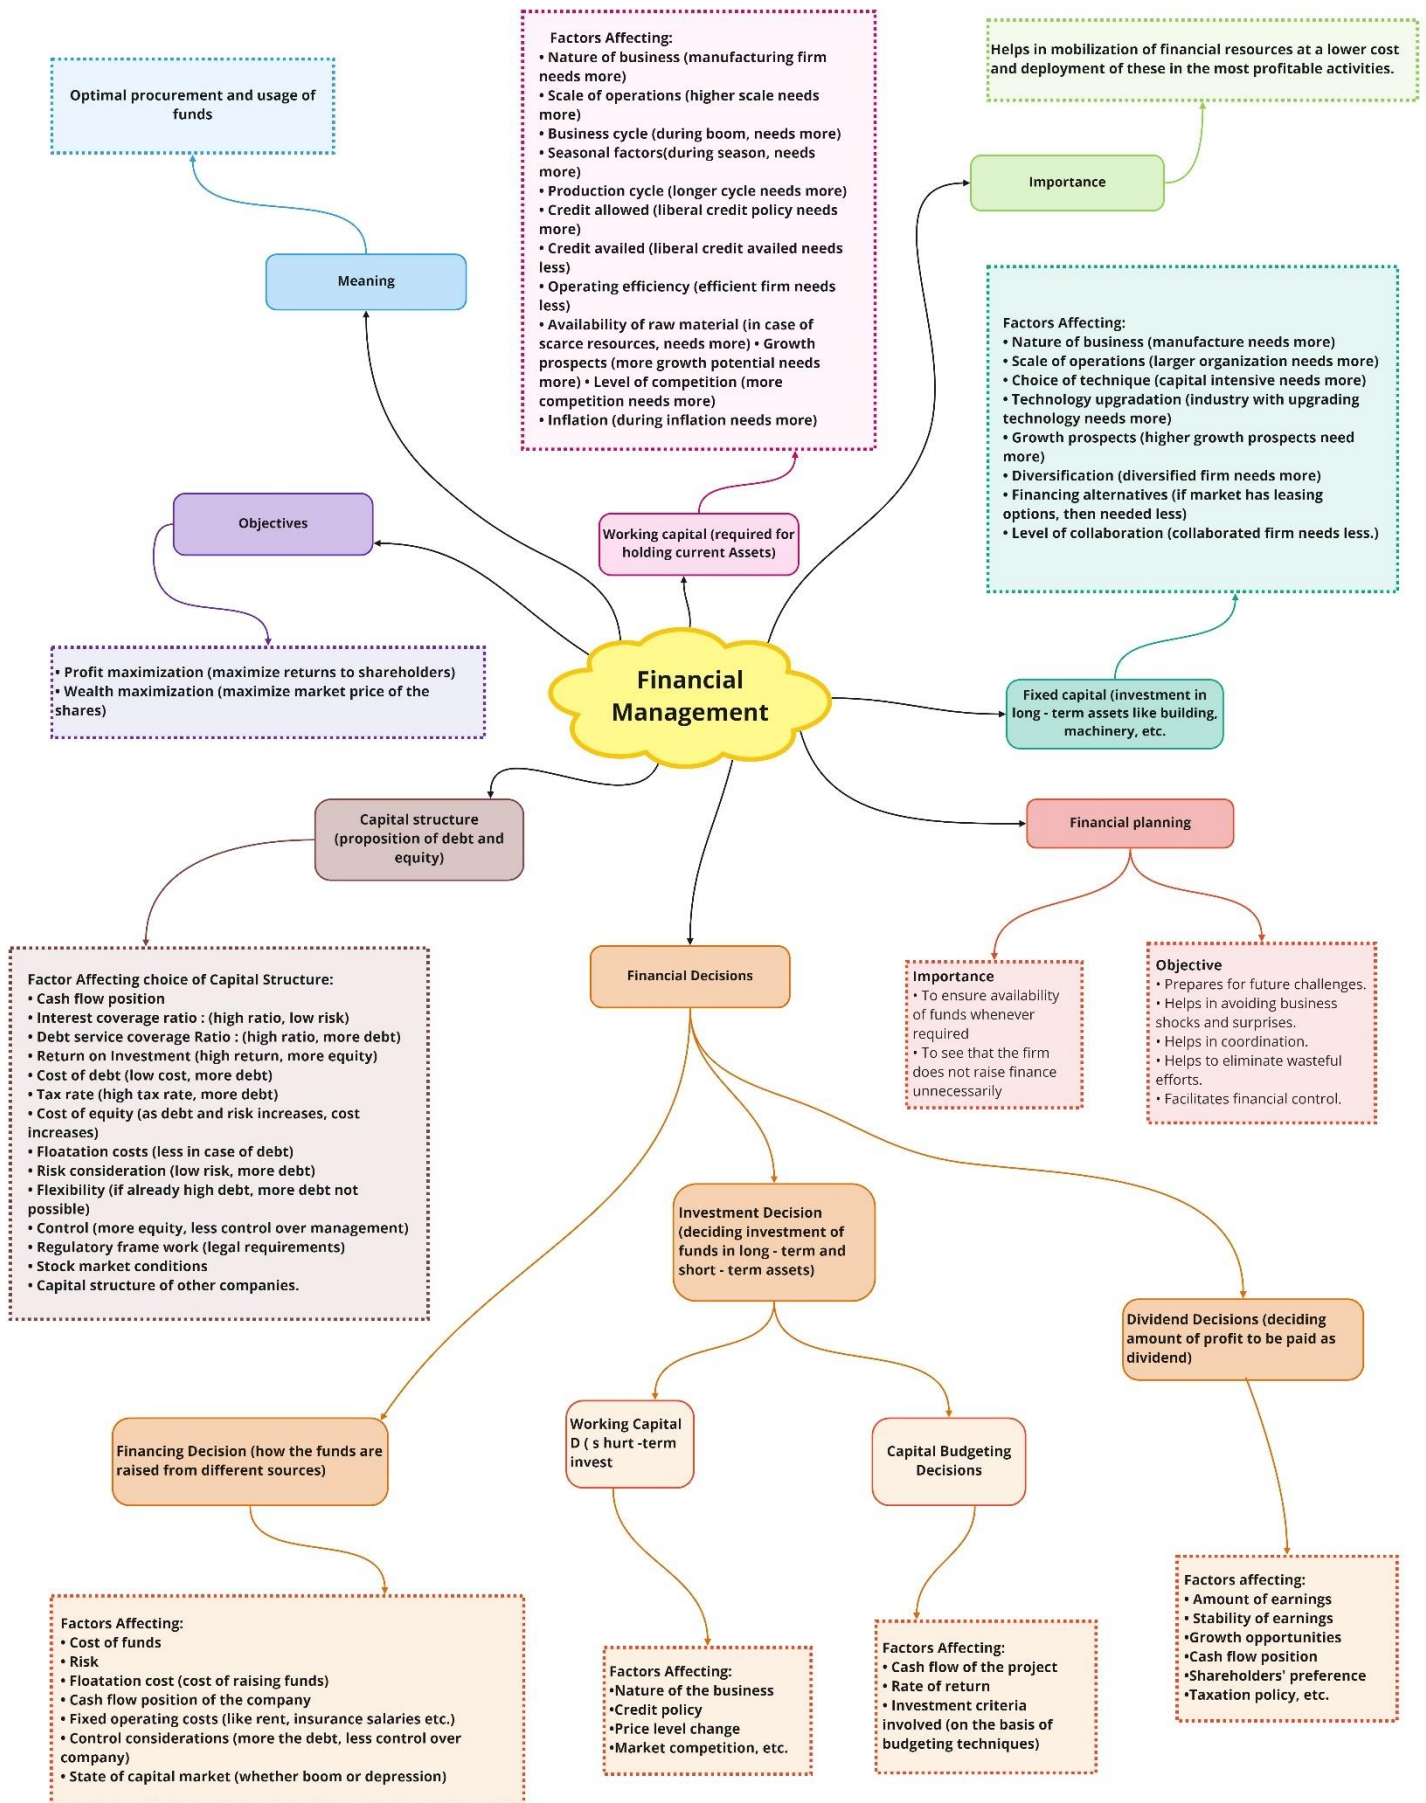 Factors Affecting:
• Nature of business (manufacturing firm
needs more)
• Scale of operations (higher scale needs
more)
• Business cycle (during boom, needs more)
• Seasonal factors(during season, needs
more)
• Production cycle (longer cycle needs more)
• Credit allowed (liberal credit policy needs
more)
• Credit availed (liberal credit availed needs
less)
• Operating efficiency (efficient firm needs
less)
• Availability of raw material (in case of
scarce resources, needs more) • Growth
prospects (more growth potential needs
more) • Level of competition (more
competition needs more)
• Inflation (during inflation needs more)
Helps in mobilization of financial resources at a lower cost
and deployment of these in the most profitable activities.
Optimal procurement and usage of
funds
Importance
Meaning
Factors Affecting:
• Nature of business (manufacture needs more)
• Scale of operations (larger organization needs more)
• Choice of technique (capital intensive needs more)
• Technology upgradation (industry with upgrading
technology needs more)
• Growth prospects (higher growth prospects need
more)
• Diversification (diversified firm needs more)
• Financing alternatives (if market has leasing
options, then needed less)
• Level of collaboration (collaborated firm needs less.)
Objectives
Working capital (required for
holding current Assets)
• Profit maximization (maximize returns to shareholders)
• Wealth maximization (maximize market price of the
shares)
Financial
Management
Fixed capital (investment in
long - term assets like building,
machinery, etc.
Capital structure
(proposition of debt and
equity)
Financial planning
Factor Affecting choice of Capital Structure:
• Cash flow position
• Interest coverage ratio : (high ratio, low risk)
• Debt service coverage Ratio : (high ratio, more debt)
• Return on Investment (high return, more equity)
• Cost of debt (low cost, more debt)
• Tax rate (high tax rate, more debt)
• Cost of equity (as debt and risk increases, cost
increases)
• Floatation costs (less in case of debt)
• Risk consideration (low risk, more debt)
• Flexibility (if already high debt, more debt not
possible)
• Control (more equity, less control over management)
• Regulatory frame work (legal requirements)
• Stock market conditions
• Capital structure of other companies.
Financial Decisions
Importance
• To ensure availability
of funds whenever
required
• To see that the firm
does not raise finance
unnecessarily
Objective
• Prepares for future challenges.
• Helps in avoiding business
shocks and surprises.
• Helps in coordination.
• Helps to eliminate wasteful
efforts.
• Facilitates financial control.
Investment Decision
(deciding investment of
funds in long - term and
short - term assets)
Dividend Decisions (deciding
amount of profit to be paid as
dividend)
Financing Decision (how the funds are
raised from different sources)
Working Capital
D ( s hurt -term
invest
Capital Budgeting
Decisions
Factors Affecting:
• Cost of funds
• Risk
• Floatation cost (cost of raising funds)
• Cash flow position of the company
• Fixed operating costs (like rent, insurance salaries etc.)
• Control considerations (more the debt, less control over
company)
• State of capital market (whether boom or depression)
Factors Affecting:
•Nature of the business
•Credit policy
•Price level change
•Market competition, etc.
Factors Affecting:
• Cash flow of the project
• Rate of return
• Investment criteria
involved (on the basis of
budgeting techniques)
Factors affecting:
• Amount of earnings
• Stability of earnings
•Growth opportunities
•Cash flow position
•Shareholders' preference
•Taxation policy, etc.